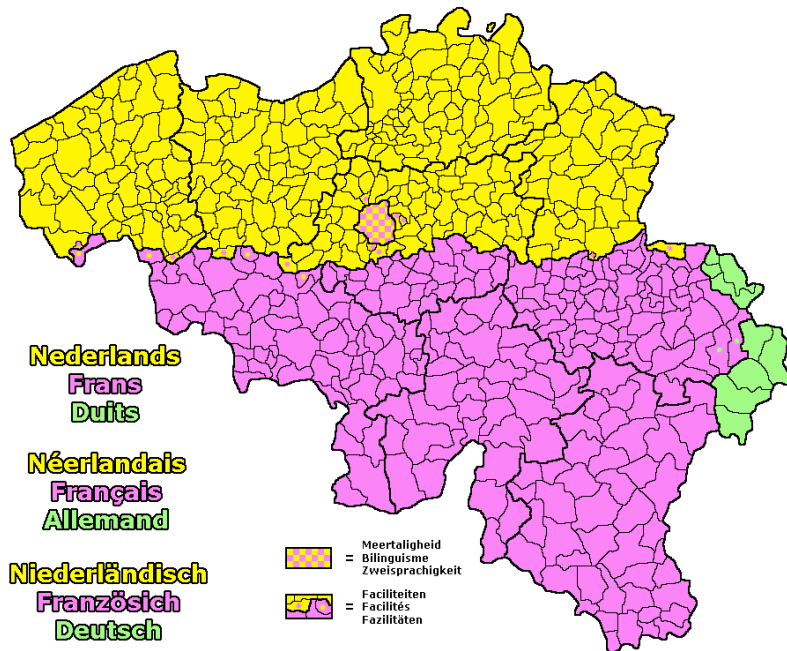 Nederlands
Frans
Duits
Néerlandais
Français
Allemand
Niederländisch
Französich
Deutsch
= Meertaligheid
Bilinguisme
Zweisprachigkeit
= Faciliteiten
Facilités
Fazilitäten